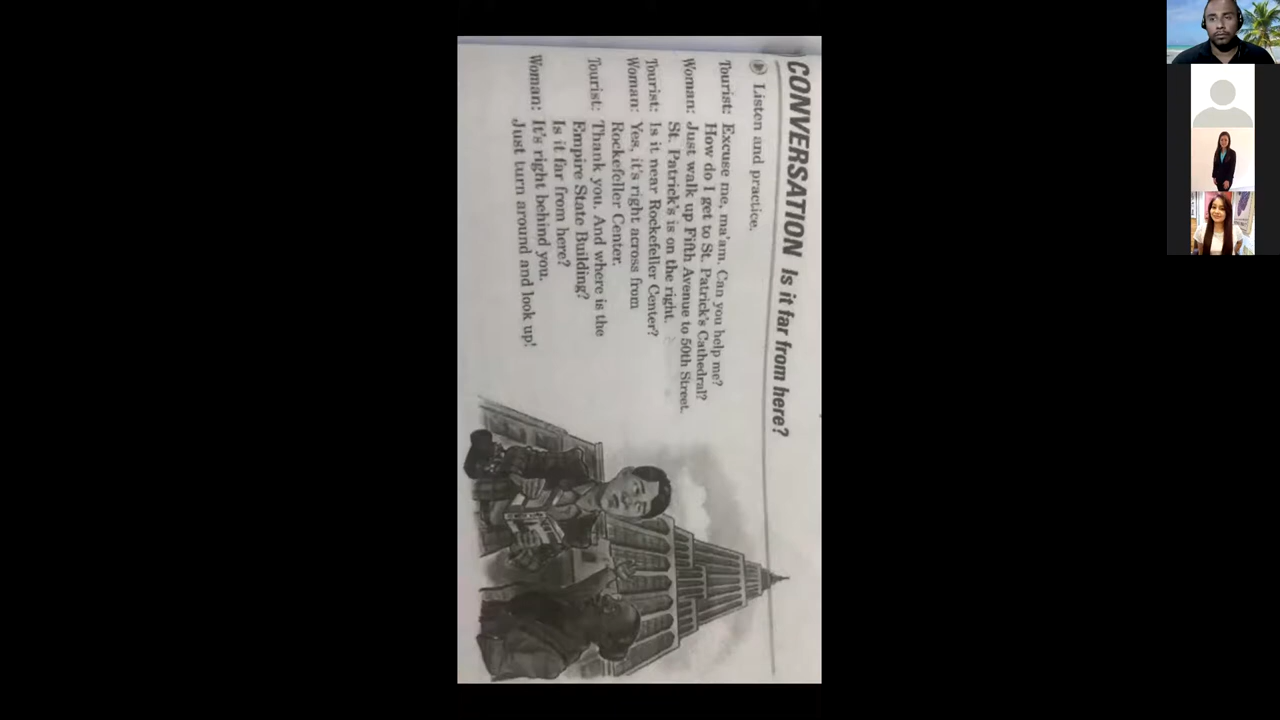 CONVERSATION Is it far from here?
Listen and practice.
Tourist: Excuse me, ma'am. Can you help me?
How do I get to St. Patrick's Cathedral?
Woman: Just walk up Fifth Avenue to 50th Street.
St. Patrick's is on the right.
Tourist: Is it near Rockefeller Center?
Woman: Yes, it's right across from
Rockefeller Center.
Tourist: Thank you. And where is the
Empire State Building?
Is it far from here?
Woman: It's right behind you.
Just turn around and look up!